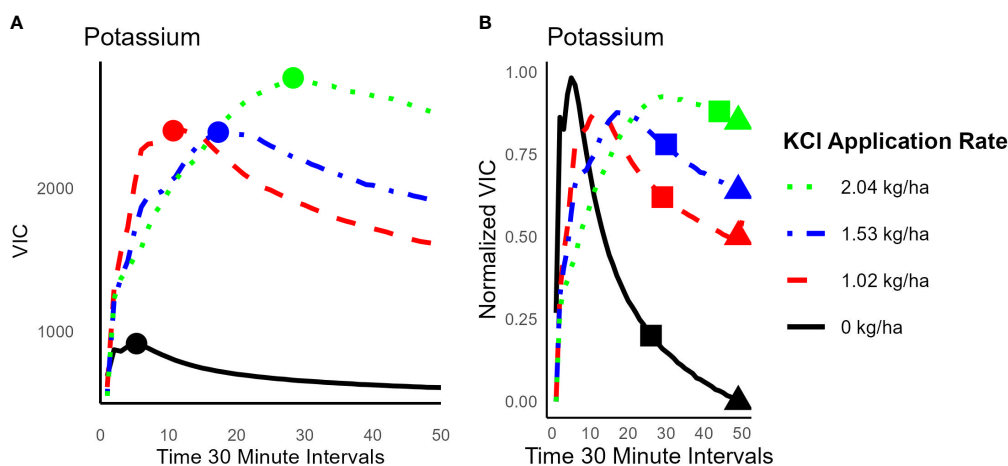 A
Potassium
VIC
2000
1000
0 10 20 30 40 50
Time 30 Minute Intervals
B
Potassium
Normalized VIC
1.00
0.75
0.50
0.25
0.00
0 10 20 30 40 50
Time 30 Minute Intervals
KCl Application Rate
2.04 kg/ha
1.53 kg/ha
1.02 kg/ha
0 kg/ha